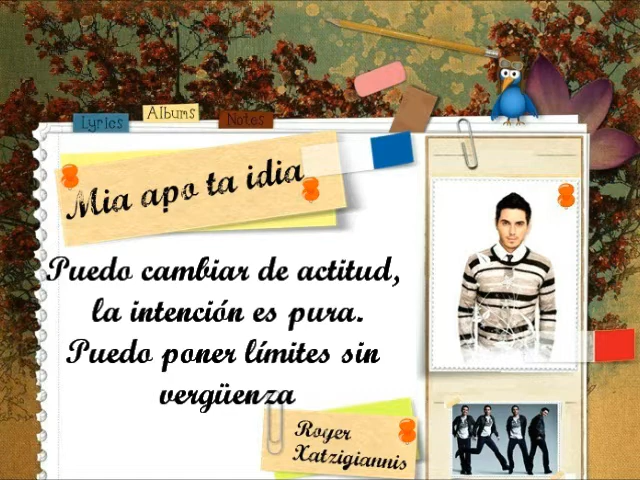 Lyrics
Albums
Notes
Mia apo ta idia
Puedo cambiar de actitud,
la intención es pura.
Puedo poner límites sin
vergüenza
Royer
Xatzigiannis